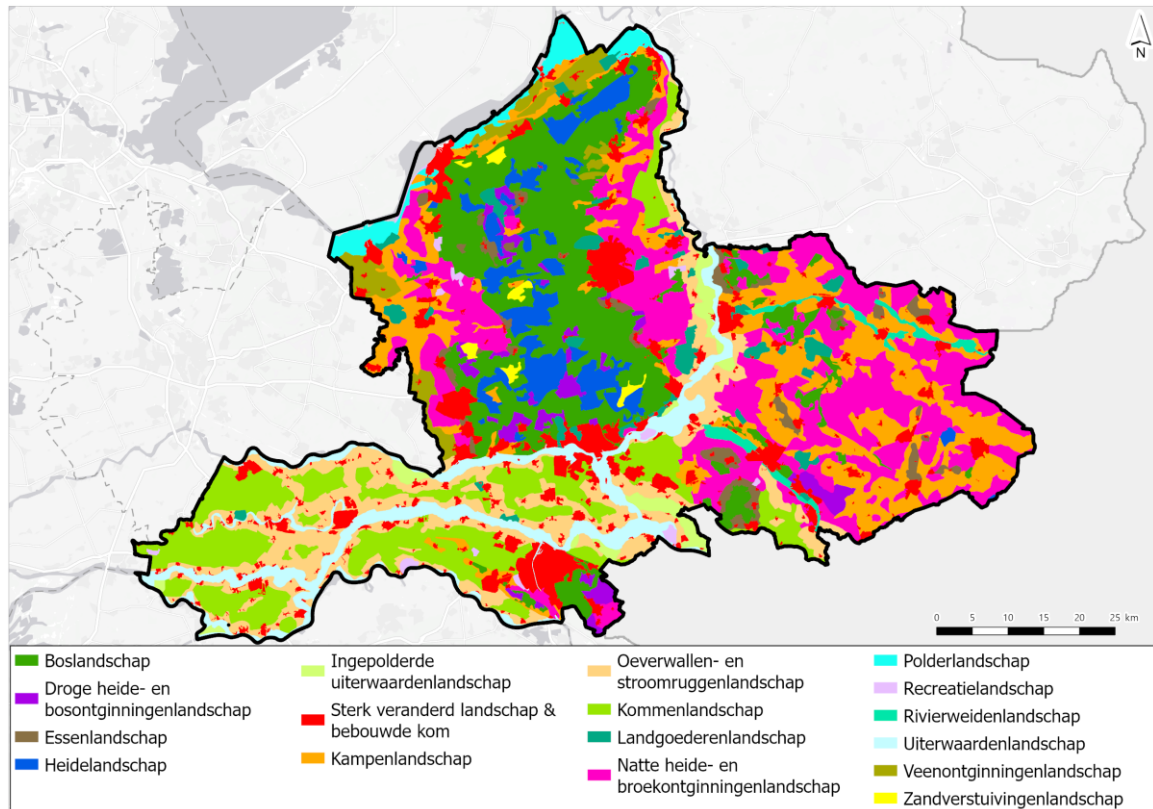 N
0 5 10 15 20 25 km
Boslandschap
Droge heide- en
bosontginningenlandschap
Essenlandschap
Heidelandschap
Ingepolderde
uiterwaardenlandschap
Sterk veranderd landschap &
bebouwde kom
Kampenlandschap
Oeverwallen- en
stroomruggenlandschap
Kommenlandschap
Landgoederenlandschap
Natte heide- en
broekontginningenlandschap
Polderlandschap
Recreatielandschap
Rivierweidenlandschap
Uiterwaardenlandschap
Veenontginningenlandschap
Zandverstuivingenlandschap